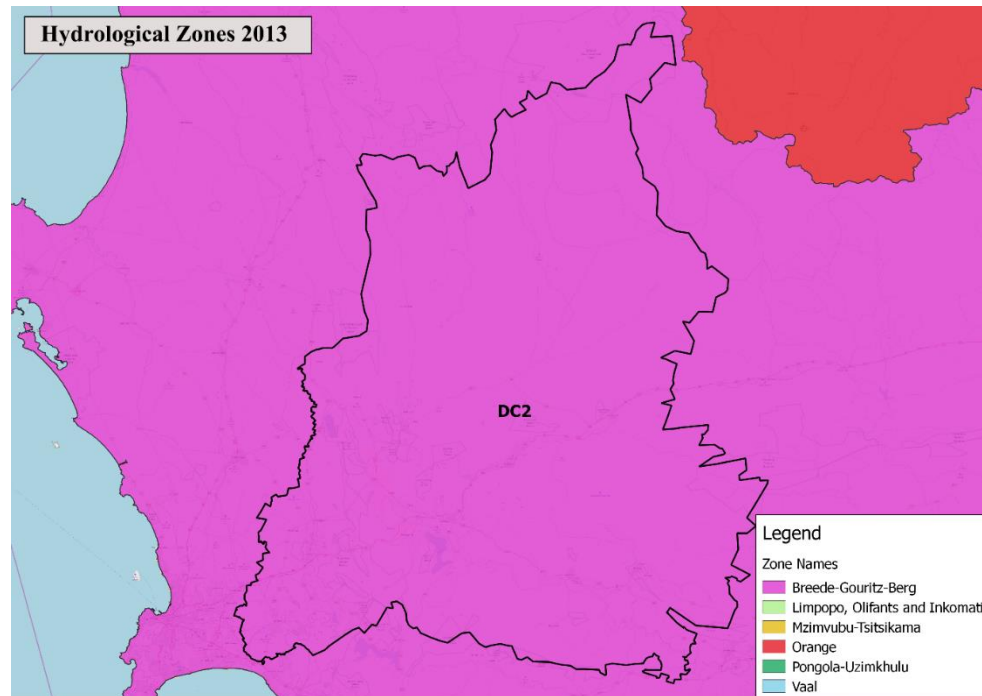 Hydrological Zones 2013
DC2
Legend
Zone Names
Breede-Gouritz-Berg
Limpopo, Olifants and Inkomati
Mzimvubu-Tsitsikama
Orange
Pongola-Uzimkhulu
Vaal